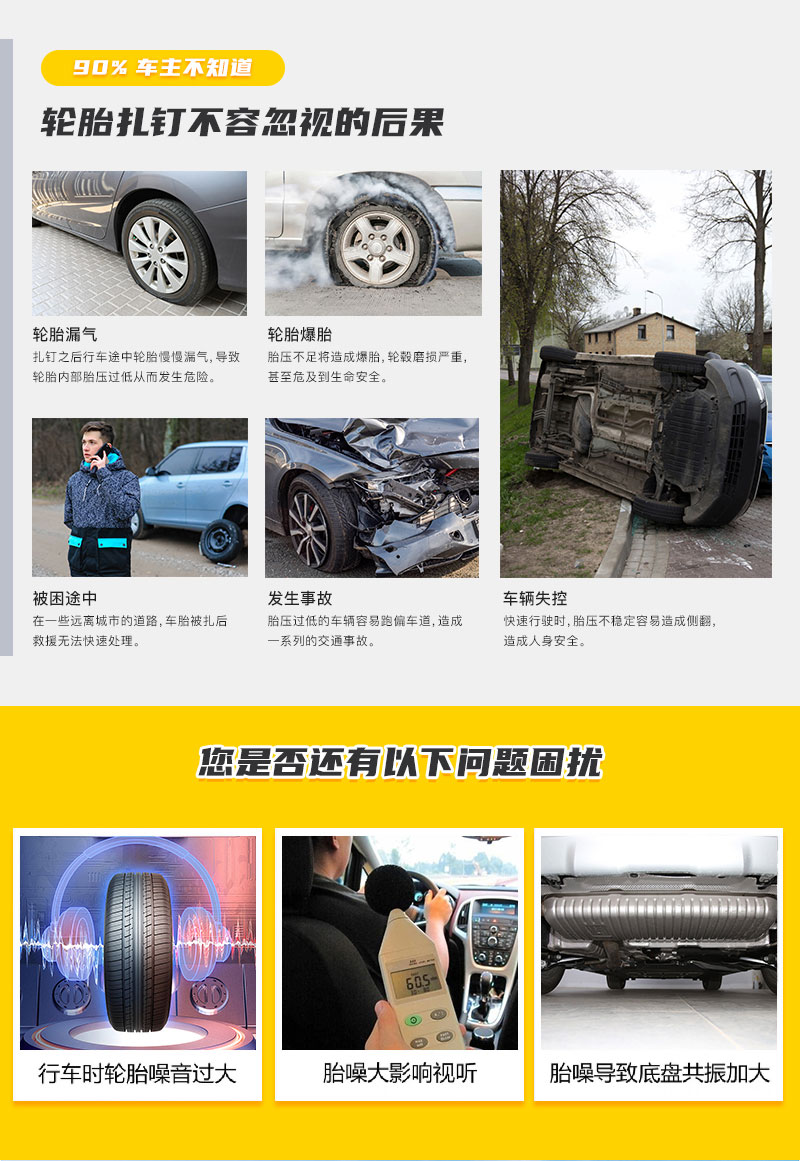 90% 车主不知道
轮胎扎钉不容忽视的后果
轮胎漏气
扎钉之后行车途中轮胎慢慢漏气，导致
轮胎内部胎压过低从而发生危险。
轮胎爆胎
胎压不足将造成爆胎，轮毂磨损严重，
甚至危及到生命安全。
被困途中
在一些远离城市的道路，车胎被扎后
救援无法快速处理。
发生事故
胎压过低的车辆容易跑偏车道，造成
一系列的交通事故。
车辆失控
快速行驶时，胎压不稳定容易造成侧翻，
造成人身安全。
您是否还有以下问题困扰
60.5
行车时轮胎噪音过大
胎噪大影响视听
胎噪导致底盘共振加大